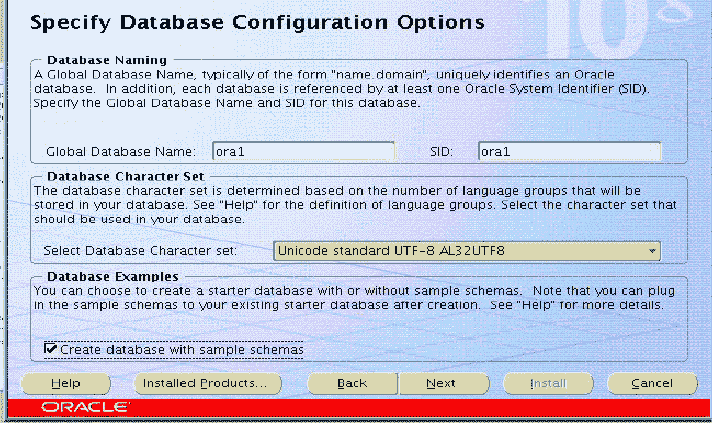 Specify Database Configuration Options
10g
Database Naming
A Global Database Name, typically of the form "name.domain", uniquely identifies an Oracle
database. In addition, each database is referenced by at least one Oracle System Identifier (SID).
Specify the Global Database Name and SID for this database.
Global Database Name: ora1 SID: ora1
Database Character Set
The database character set is determined based on the number of language groups that will be
stored in your database. See "Help" for the definition of language groups. Select the character set that
should be used in your database.
Select Database Character set: Unicode standard UTF-8 AL32UTF8
Database Examples
You can choose to create a starter database with or without sample schemas. Note that you can plug
in the sample schemas to your existing starter database after creation. See "Help" for more details.
Create database with sample schemas
Help Installed Products... Back Next Install Cancel
ORACLE